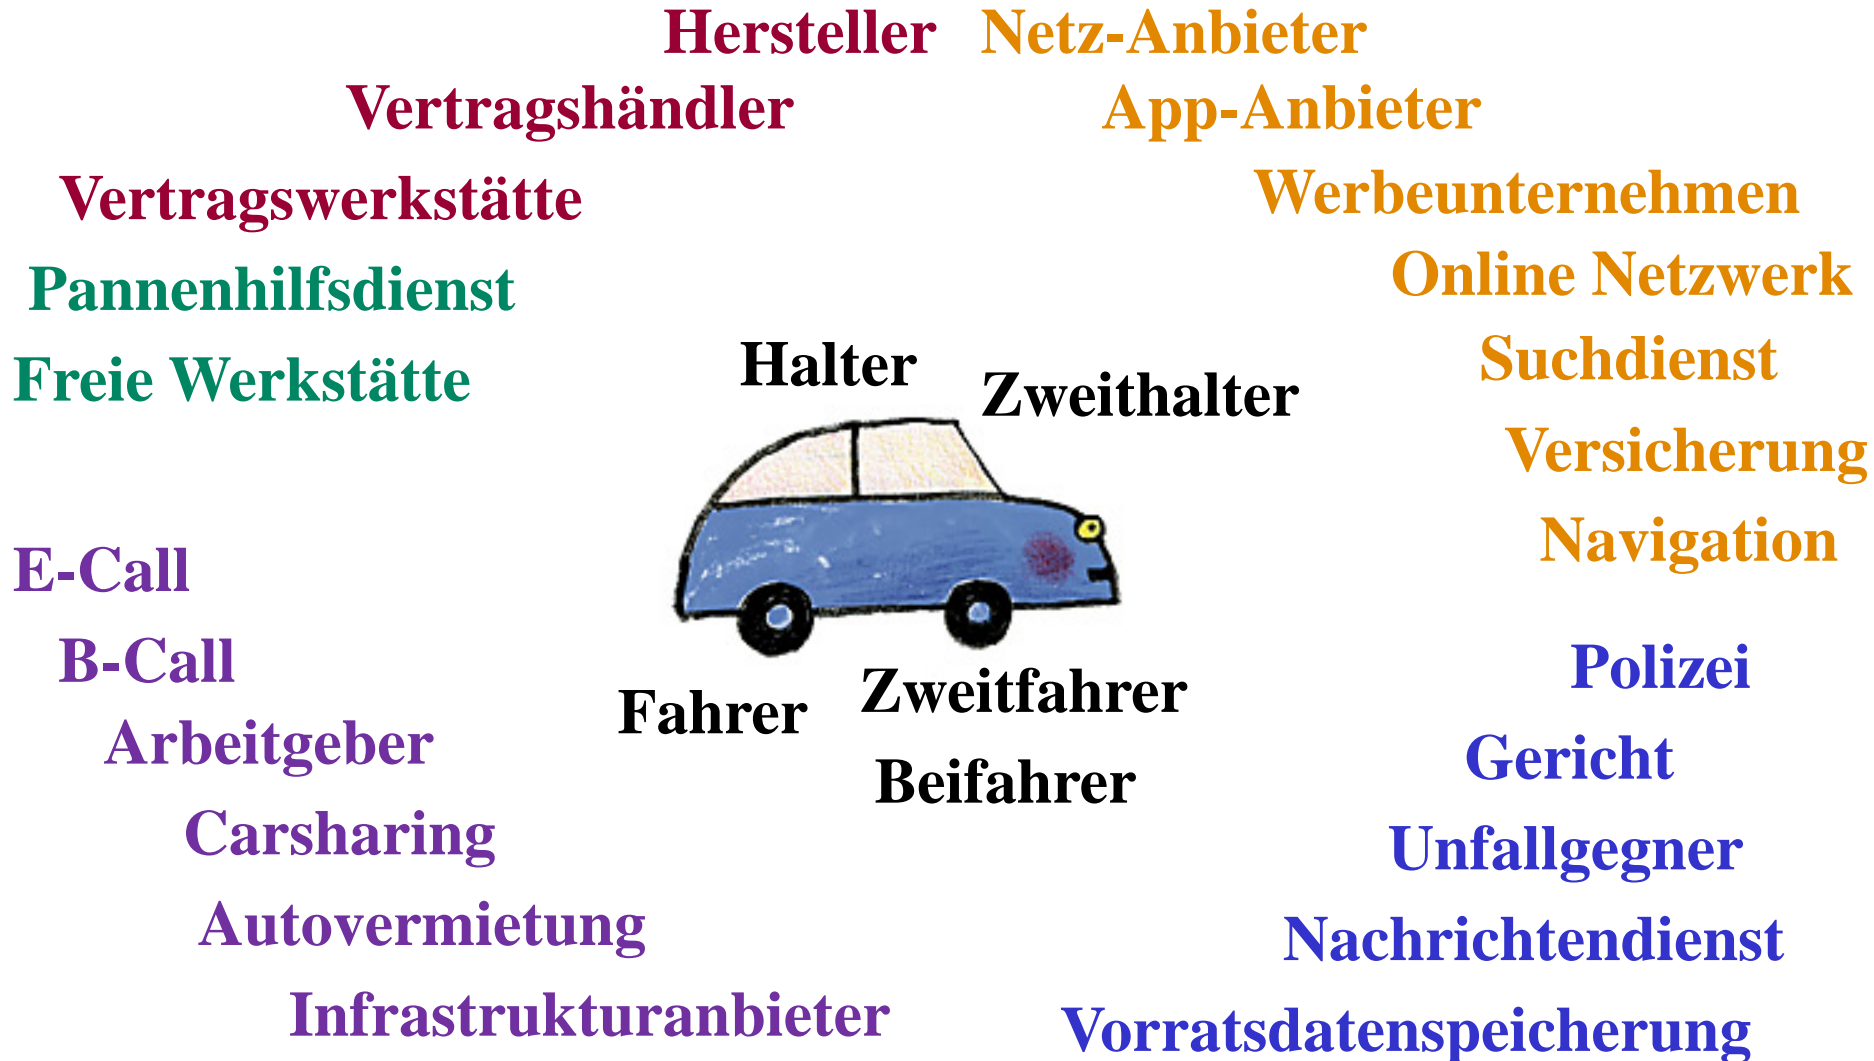 Hersteller Netz-Anbieter
Vertragshändler App-Anbieter
Vertragswerkstätte Werbeunternehmen
Pannenhilfsdienst Online Netzwerk
Freie Werkstätte Halter Zweithalter Suchdienst
Versicherung
Navigation
E-Call
B-Call Polizei
Fahrer Zweitfahrer
Arbeitgeber Beifahrer Gericht
Carsharing Unfallgegner
Autovermietung Nachrichtendienst
Infrastrukturanbieter Vorratsdatenspeicherung